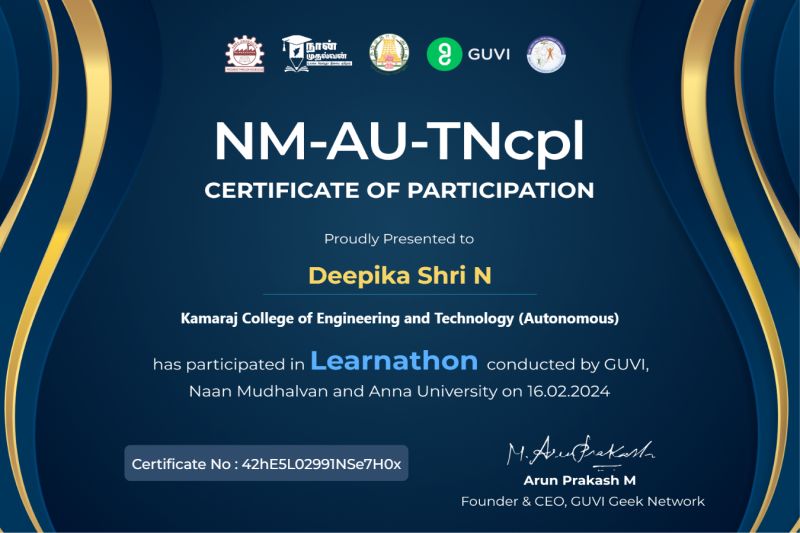 நான்
முதல்வன்
GUVI
NM-AU-TNcpl
CERTIFICATE OF PARTICIPATION
Proudly Presented to
Deepika Shri N
Kamaraj College of Engineering and Technology (Autonomous)
has participated in Learnathon conducted by GUVI,
Naan Mudhalvan and Anna University on 16.02.2024
Certificate No : 42hE5L02991NSe7H0x
M. ArunPrakash
Arun Prakash M
Founder & CEO, GUVI Geek Network